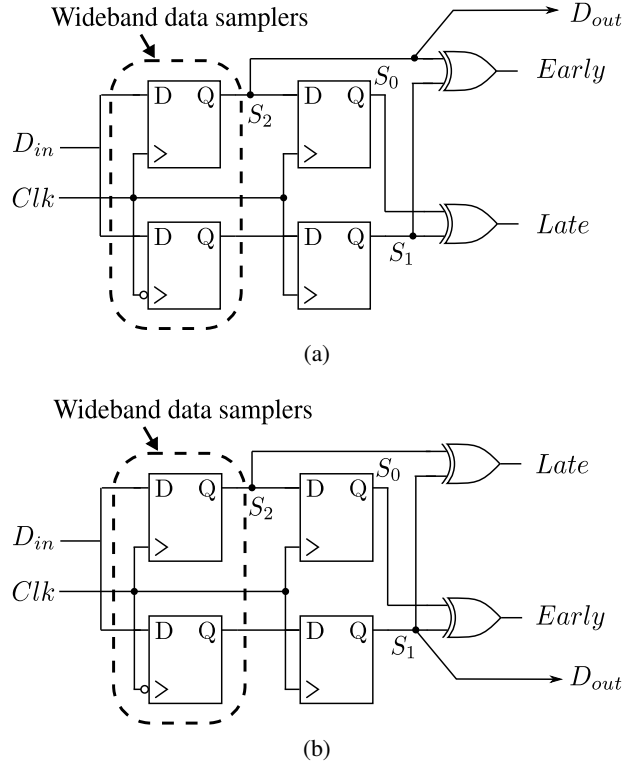 Wideband data samplers
D_out
D Q
S_2
D Q
S_0
Early
D_in
Clk
D Q
D Q
S_1
Late
(a)
Wideband data samplers
D Q
S_2
D Q
S_0
Late
D_in
Clk
D Q
D Q
S_1
Early
D_out
(b)